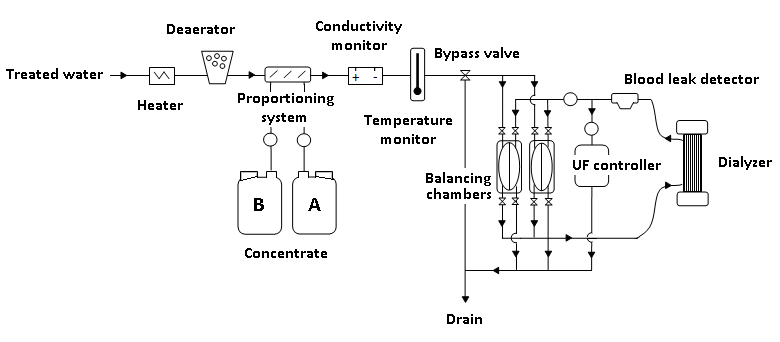 Deaerator
Conductivity
monitor
Bypass valve
Treated water
Blood leak detector
Heater
Proportioning
system
Temperature
monitor
+ -
UF controller
Dialyzer
Balancing
chambers
B
A
Concentrate
Drain